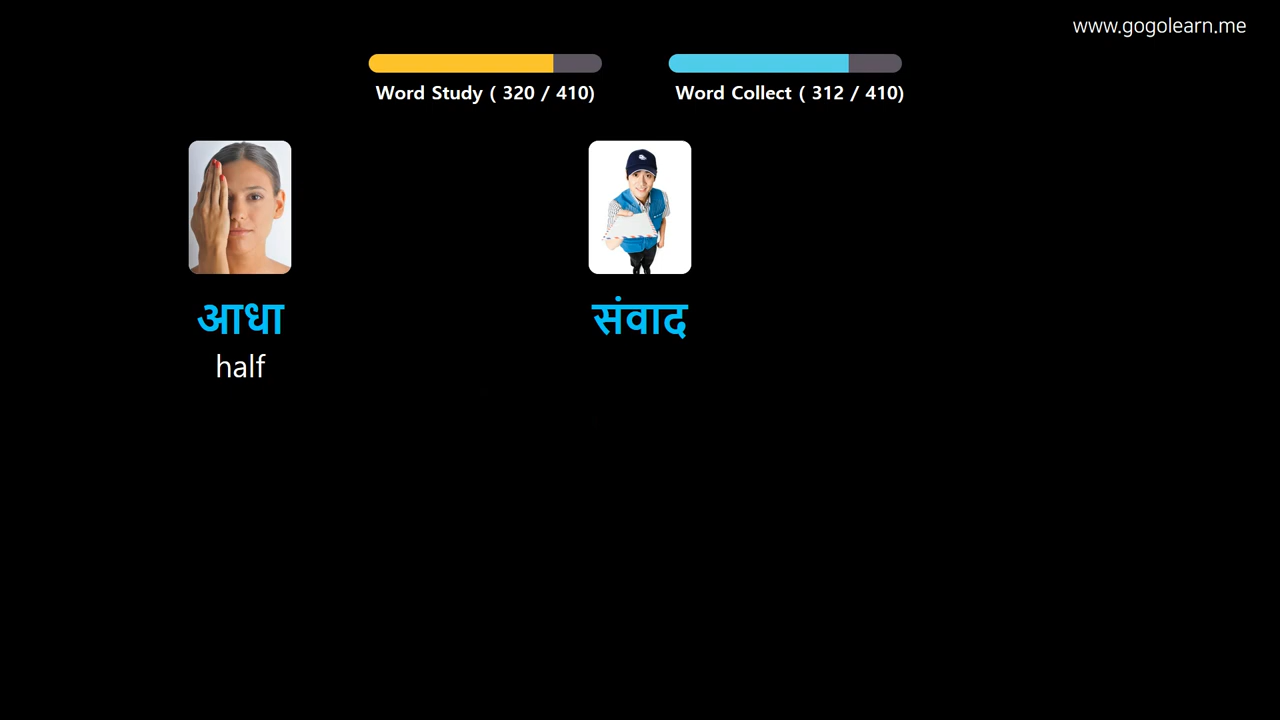 www.gogolearn.me
Word Study ( 320 / 410)
Word Collect ( 312 / 410)
आधा
half
संवाद